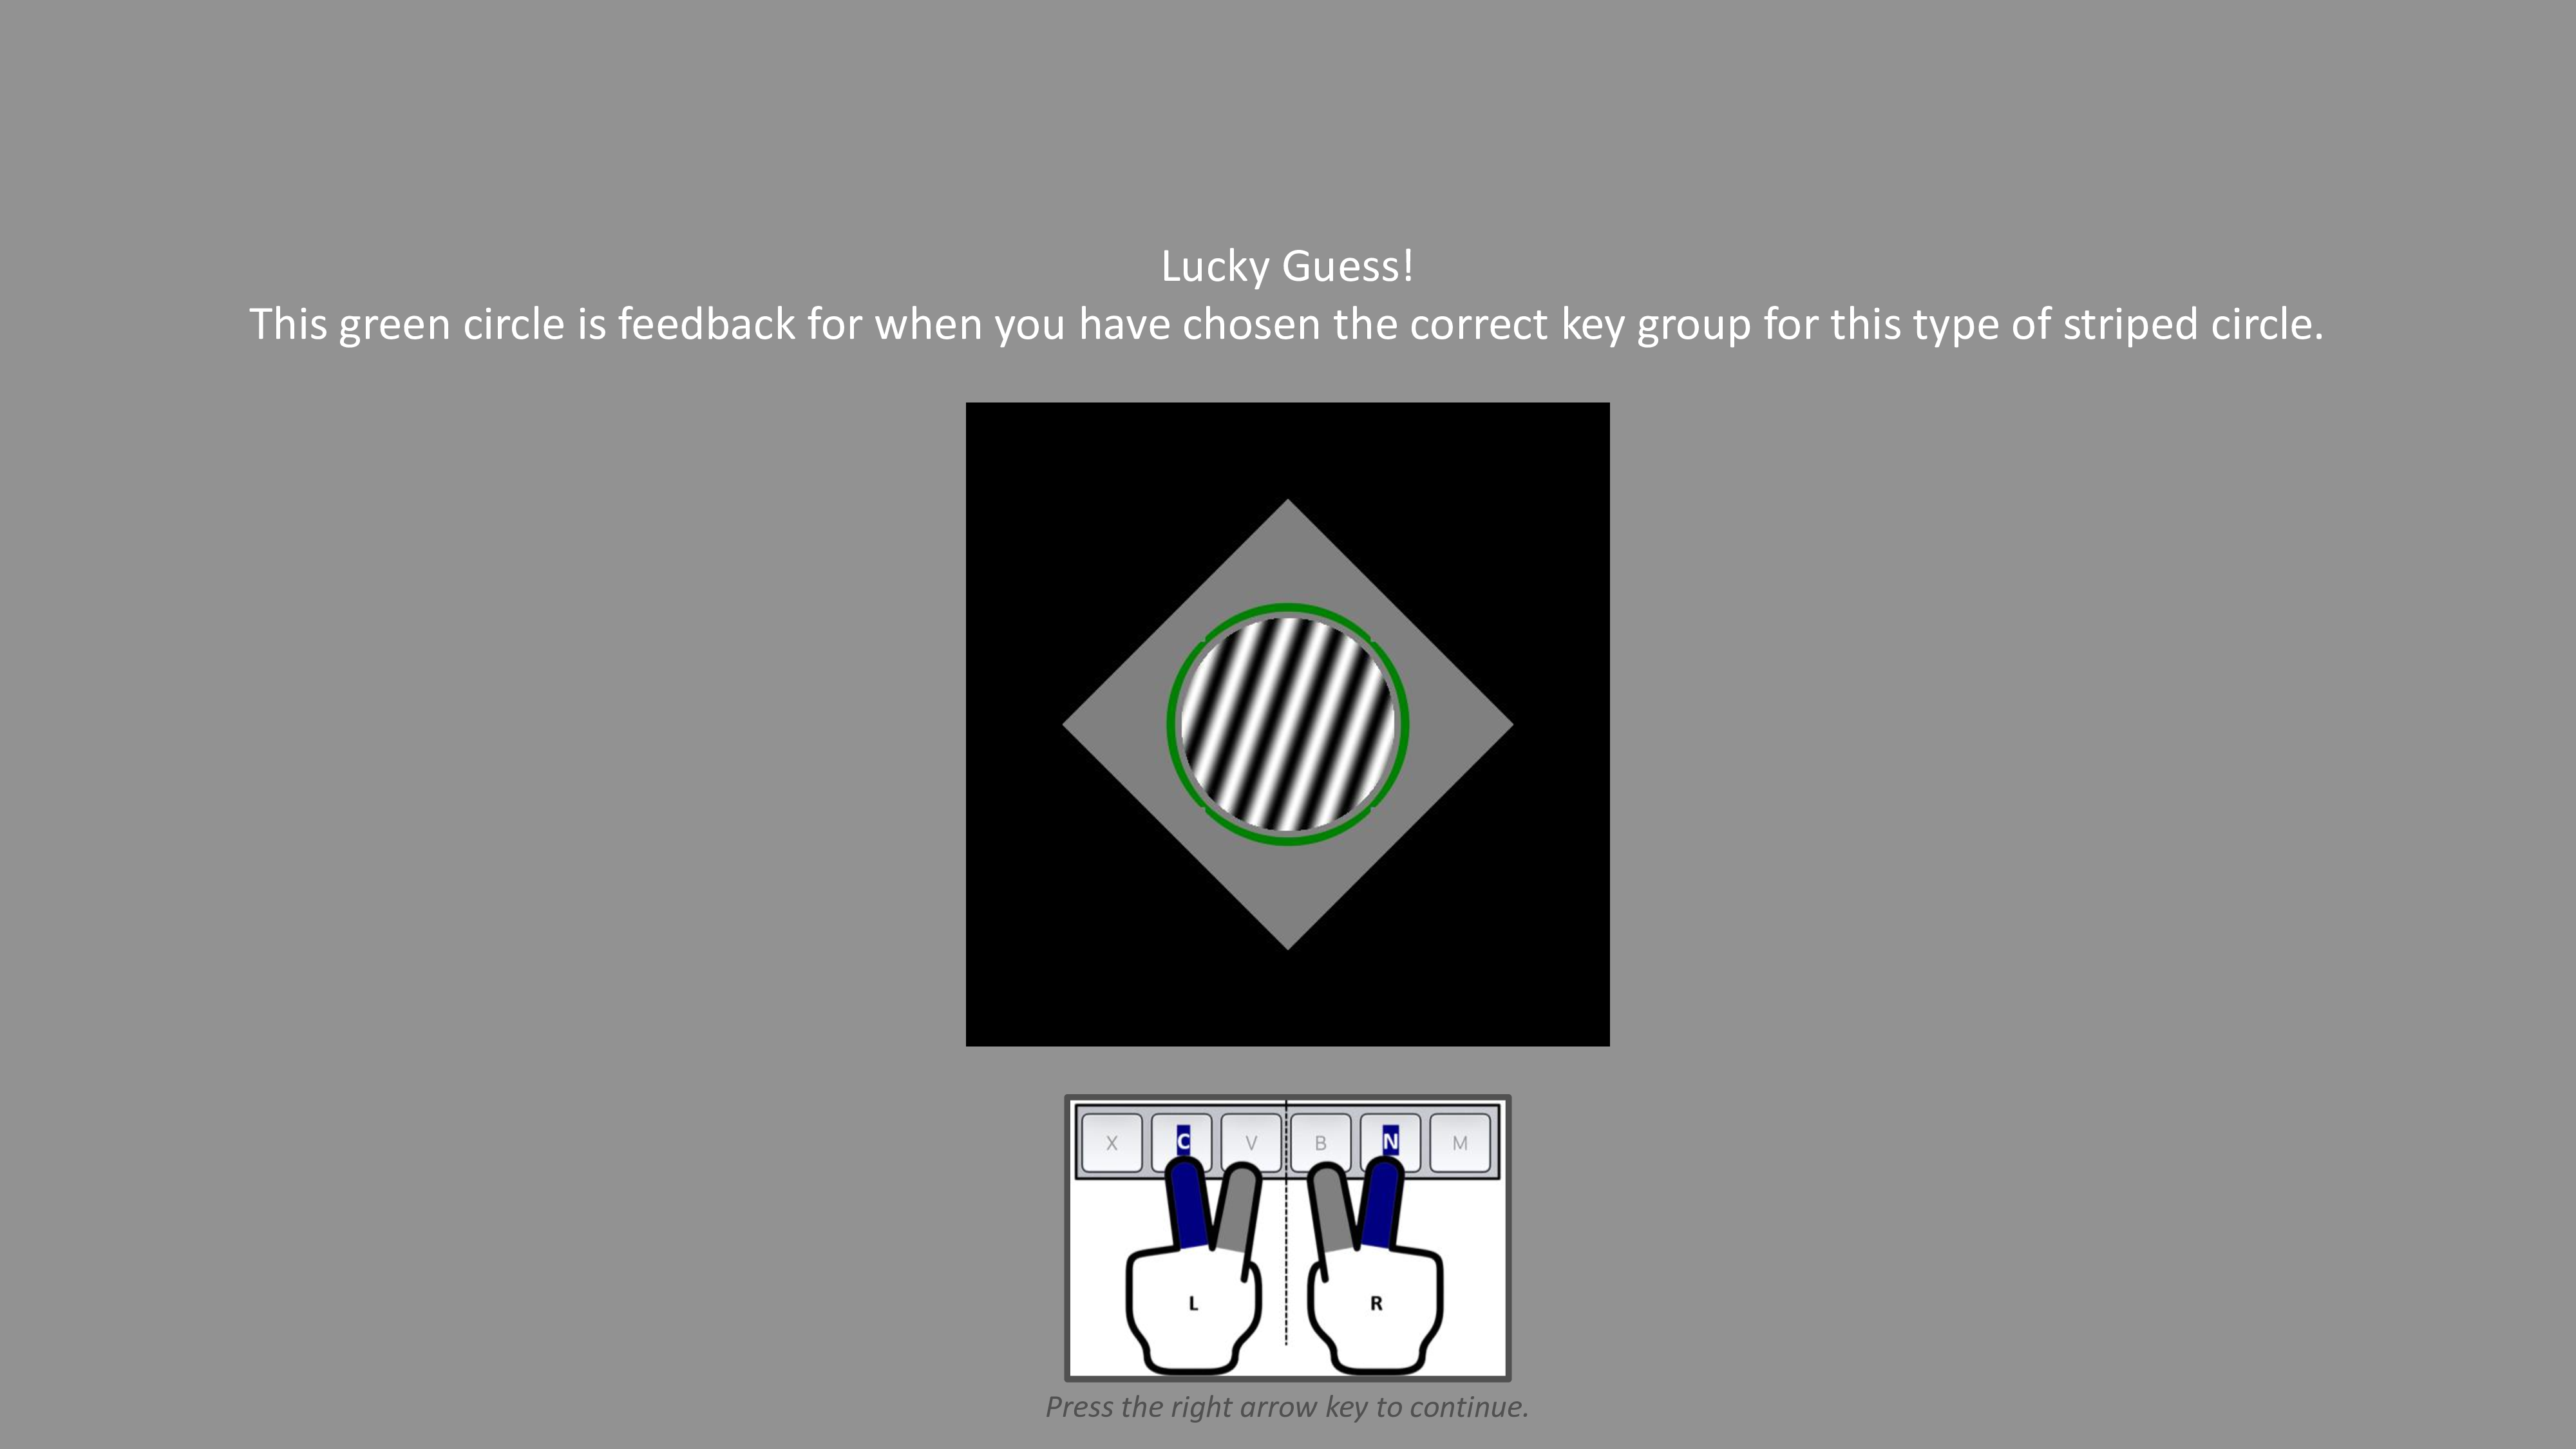 Lucky Guess!
This green circle is feedback for when you have chosen the correct key group for this type of striped circle.
X C V B N M
L R
Press the right arrow key to continue.